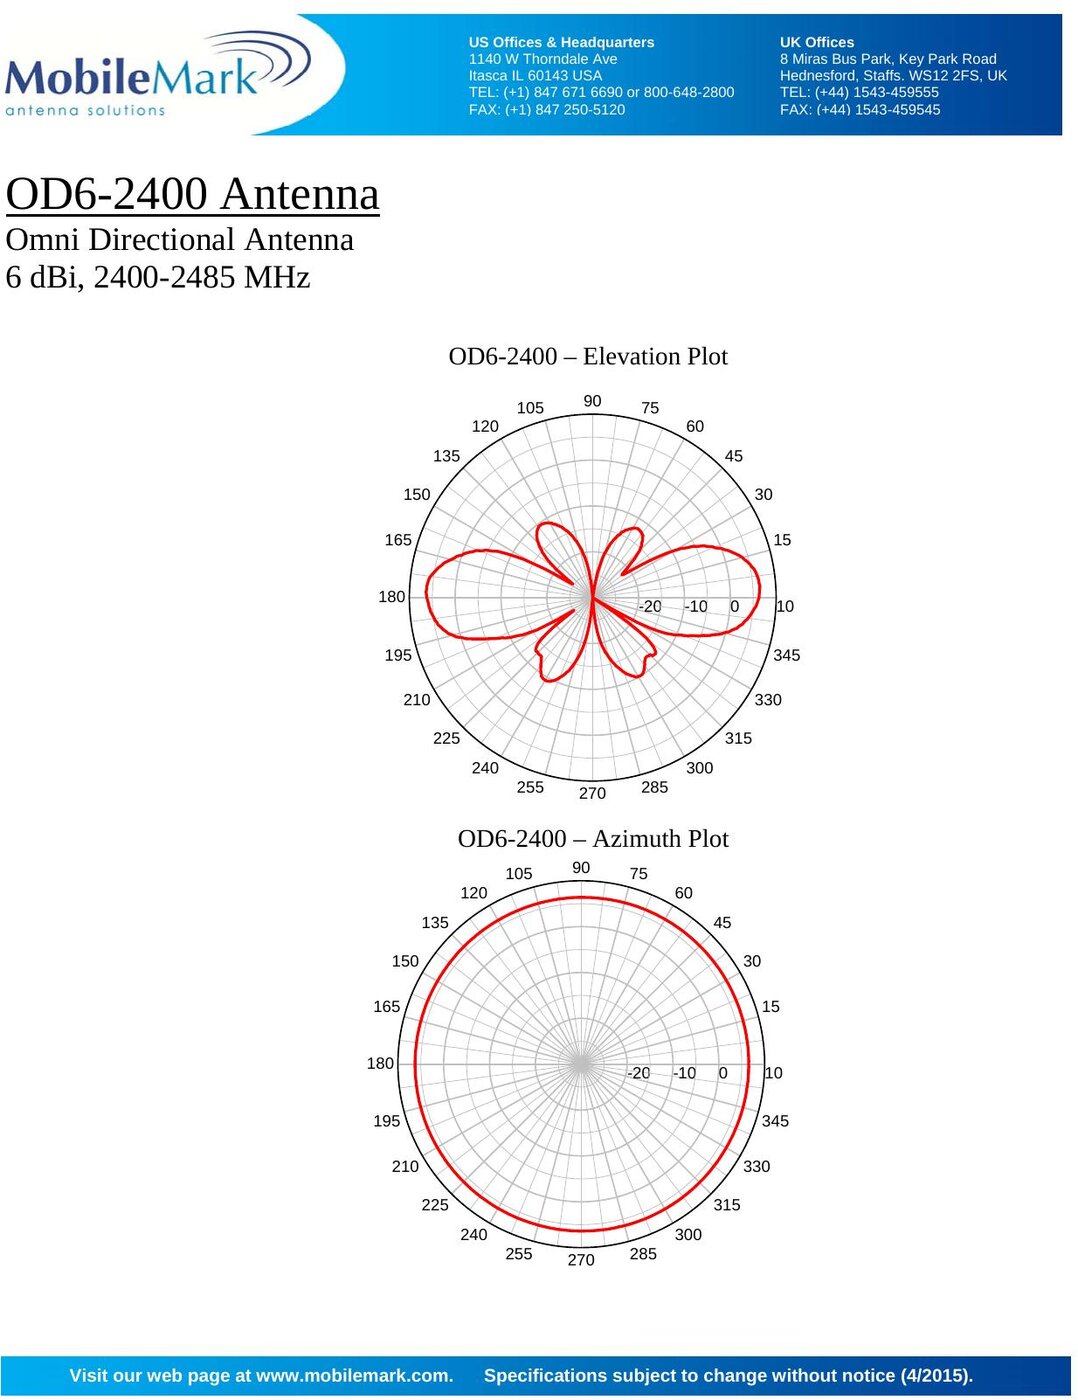 MobileMark
antenna solutions
US Offices & Headquarters
1140 W Thorndale Ave
Itasca IL 60143 USA
TEL: (+1) 847 671 6690 or 800-648-2800
FAX: (+1) 847 250-5120
UK Offices
8 Miras Bus Park, Key Park Road
Hednesford, Staffs. WS12 2FS, UK
TEL: (+44) 1543-459555
FAX: (+44) 1543-459545
OD6-2400 Antenna
Omni Directional Antenna
6 dBi, 2400-2485 MHz
OD6-2400 – Elevation Plot
90
105 75
120 60
135 45
150 30
165 15
180 -20 -10 0 10
195 345
210 330
225 315
240 300
255 285
270
OD6-2400 – Azimuth Plot
90
105 75
120 60
135 45
150 30
165 15
180 -20 -10 0 10
195 345
210 330
225 315
240 300
255 285
270
Visit our web page at www.mobilemark.com. Specifications subject to change without notice (4/2015).